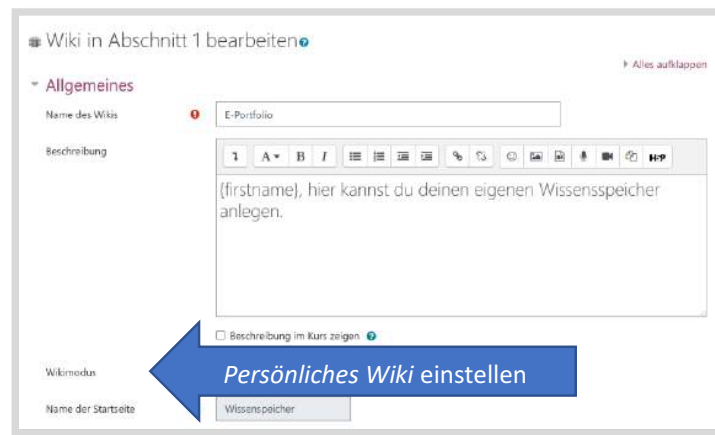 Wiki in Abschnitt 1 bearbeiten
Alles aufklappen
Allgemeines
Name des Wikis
E-Portfolio
Beschreibung
A B I H-P
{firstname}, hier kannst du deinen eigenen Wissensspeicher
anlegen.
Beschreibung im Kurs zeigen
Wikimodus
Persönliches Wiki einstellen
Name der Startseite
Wissenspeicher